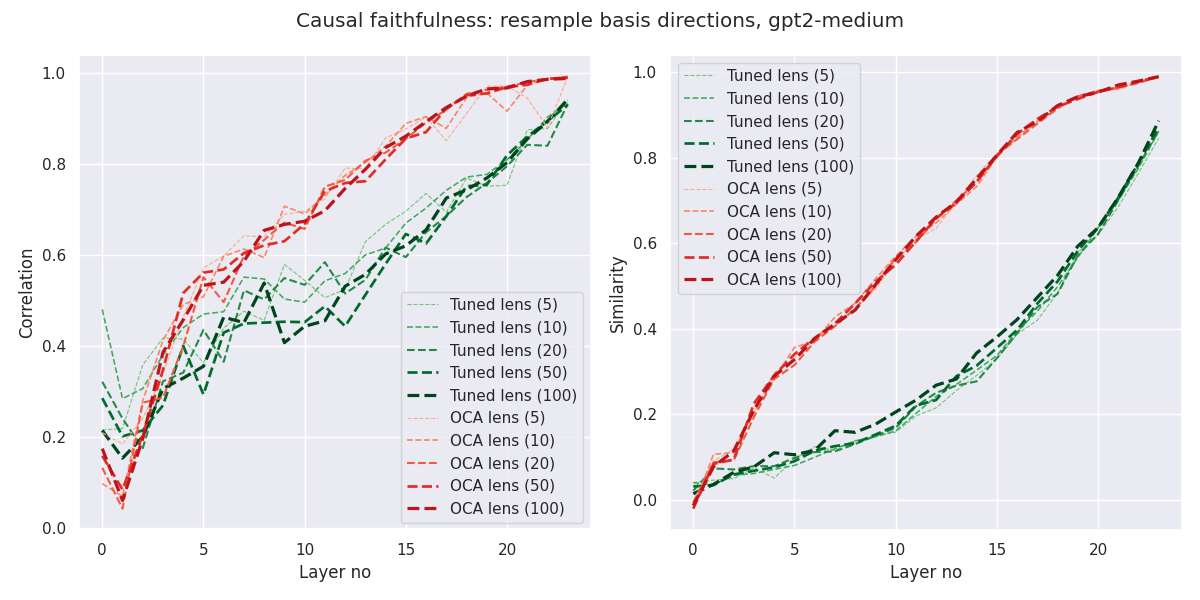 Causal faithfulness: resample basis directions, gpt2-medium
Correlation
1.0
0.8
0.6
0.4
0.2
0.0
0
5
10
15
20
Layer no
Tuned lens (5)
Tuned lens (10)
Tuned lens (20)
Tuned lens (50)
Tuned lens (100)
OCA lens (5)
OCA lens (10)
OCA lens (20)
OCA lens (50)
OCA lens (100)
Similarity
1.0
0.8
0.6
0.4
0.2
0.0
0
5
10
15
20
Layer no
Tuned lens (5)
Tuned lens (10)
Tuned lens (20)
Tuned lens (50)
Tuned lens (100)
OCA lens (5)
OCA lens (10)
OCA lens (20)
OCA lens (50)
OCA lens (100)